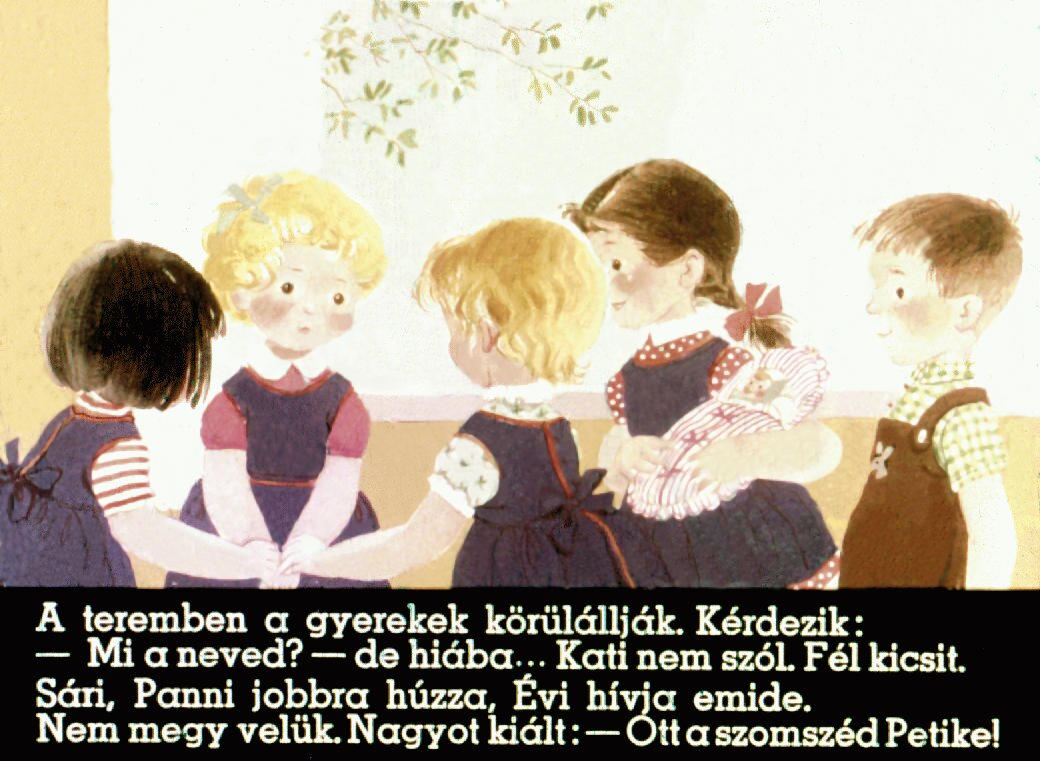 A teremben a gyerekek körülállják. Kérdezik:
— Mi a neved? — de hiába... Kati nem szól. Fél kicsit.
Sári, Panni jobbra húzza, Évi hívja emide.
Nem megy velük. Nagyot kiált: — Ott a szomszéd Petike!